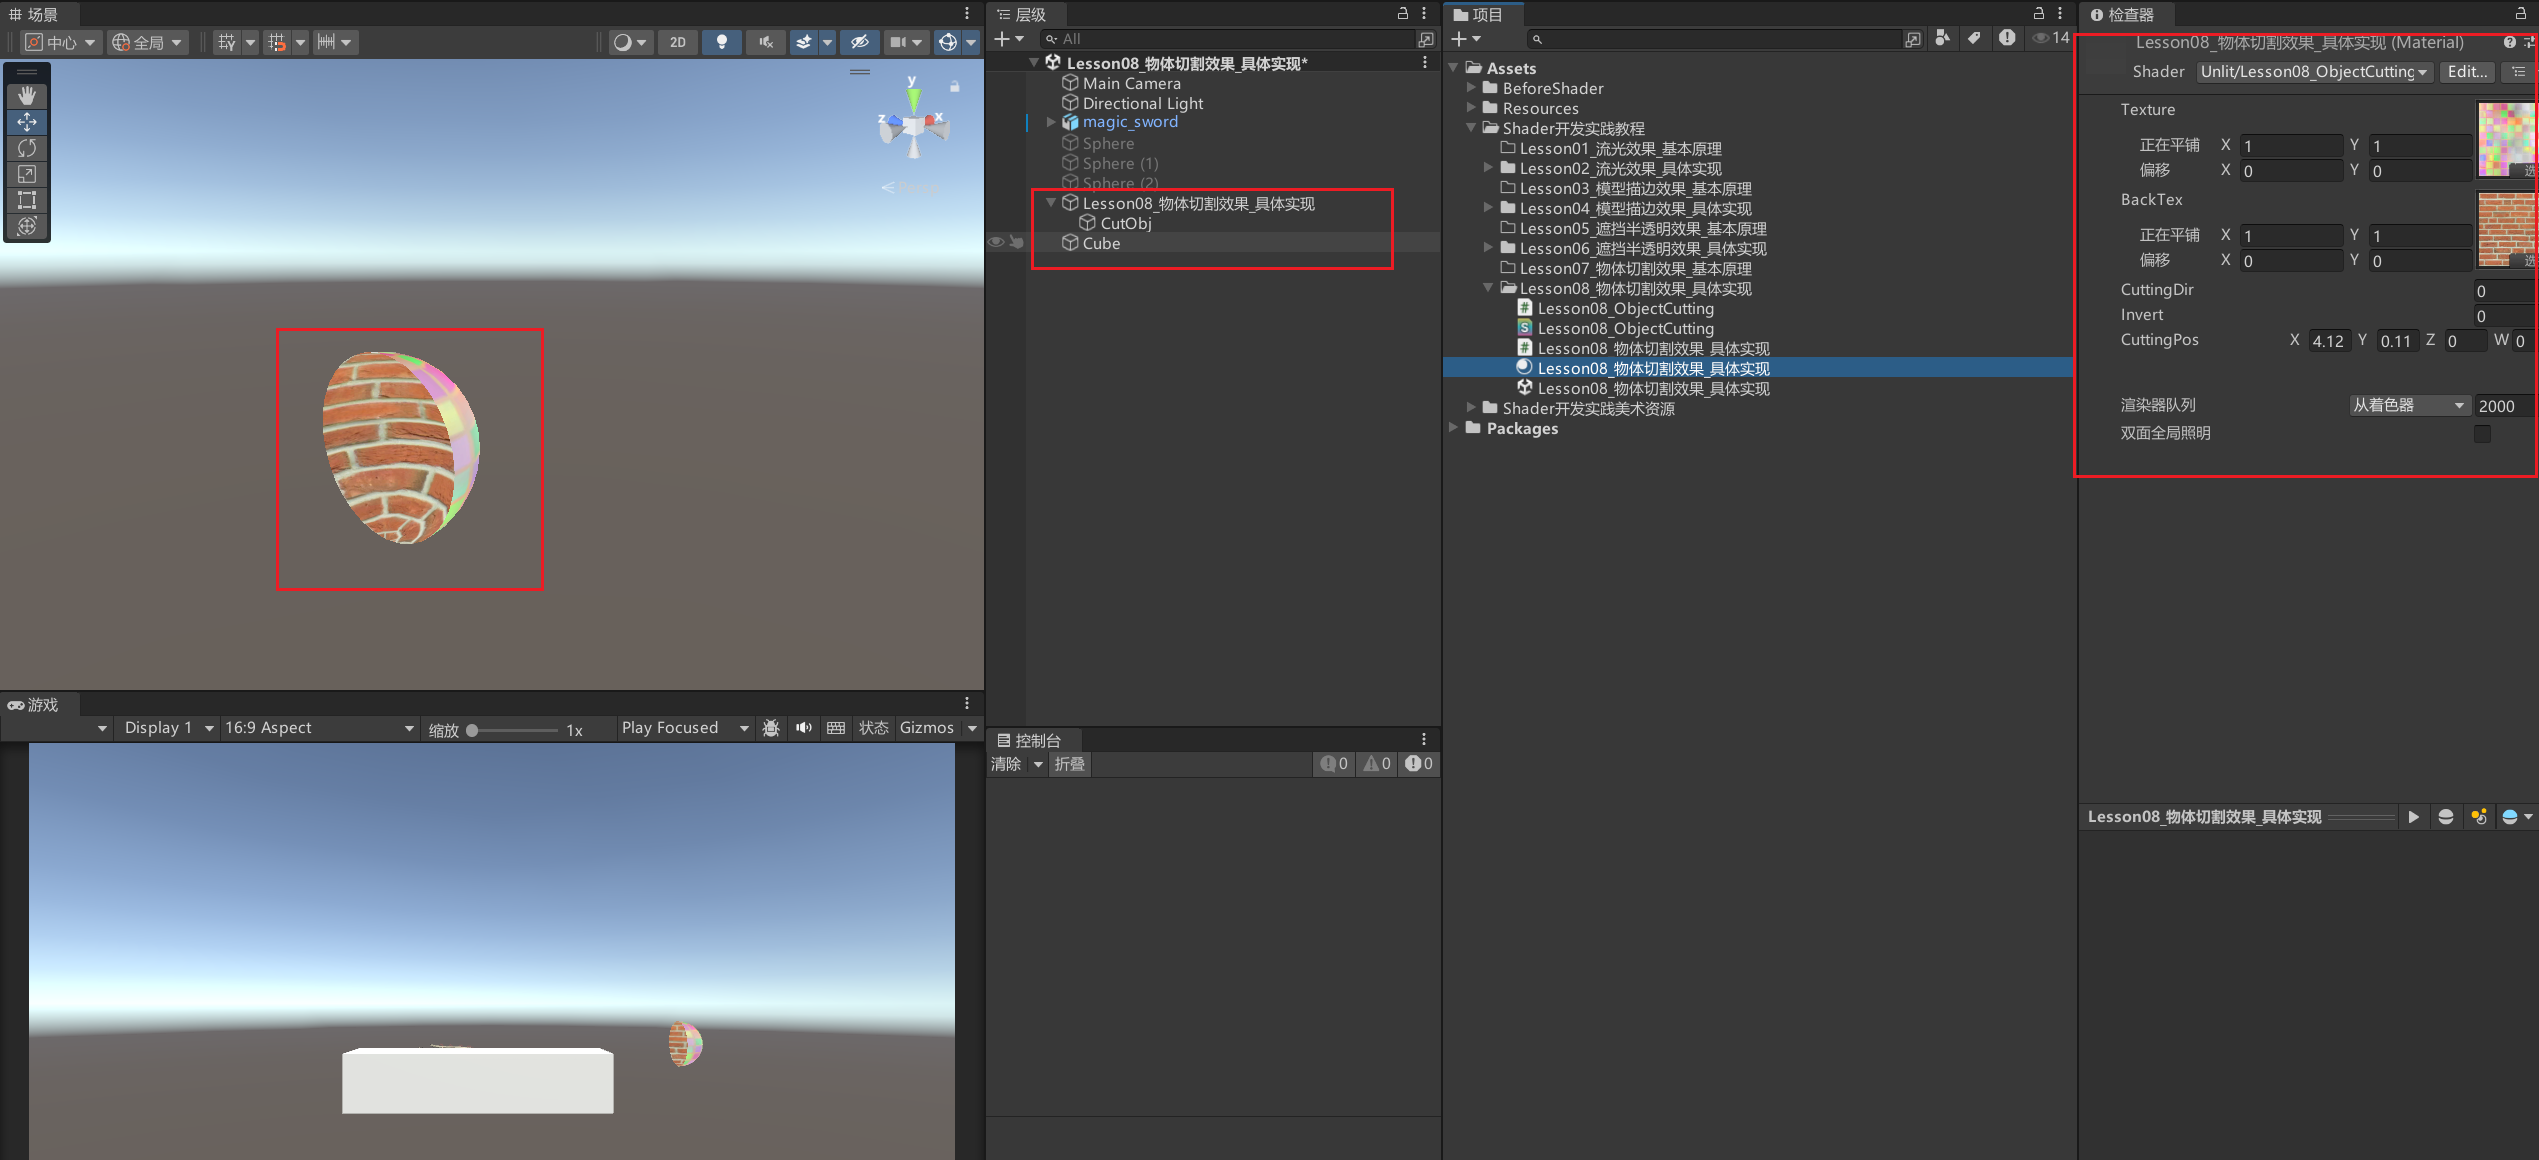 场景
中心
全局
2D
y
z
x
游戏
Display 1
16:9 Aspect
缩放
1x
Play Focused
状态
Gizmos
层级
All
Lesson08_物体切割效果_具体实现*
Main Camera
Directional Light
magic_sword
Sphere
Sphere (1)
Sphere (2)
Lesson08_物体切割效果_具体实现
CutObj
Cube
控制台
清除
折叠
0
0
0
项目
14
Assets
BeforeShader
Resources
Shader开发实践教程
Lesson01_流光效果_基本原理
Lesson02_流光效果_具体实现
Lesson03_模型描边效果_基本原理
Lesson04_模型描边效果_具体实现
Lesson05_遮挡半透明效果_基本原理
Lesson06_遮挡半透明效果_具体实现
Lesson07_物体切割效果_基本原理
Lesson08_物体切割效果_具体实现
Lesson08_ObjectCutting
Lesson08_ObjectCutting
Lesson08_物体切割效果_具体实现
Lesson08_物体切割效果_具体实现
Lesson08_物体切割效果_具体实现
Shader开发实践美术资源
Packages
检查器
Lesson08_物体切割效果_具体实现 (Material)
Shader Unlit/Lesson08_ObjectCutting Edit...
Texture
正在平铺 X 1 Y 1
偏移 X 0 Y 0 选
BackTex
正在平铺 X 1 Y 1
偏移 X 0 Y 0 选
CuttingDir 0
Invert 0
CuttingPos X 4.12 Y 0.11 Z 0 W 0
渲染器队列 从着色器 2000
双面全局照明
Lesson08_物体切割效果_具体实现